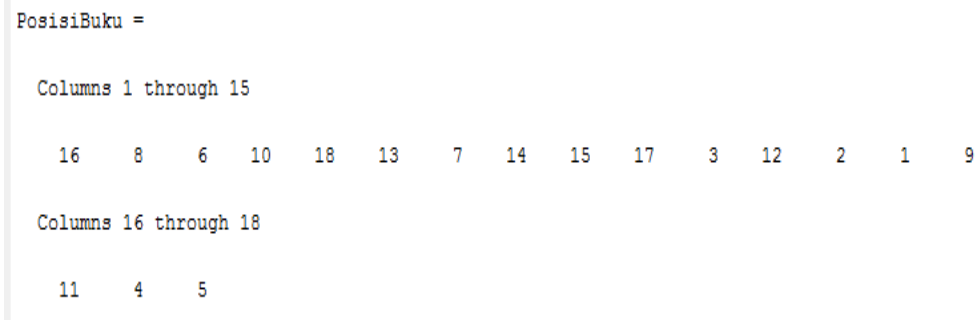 PosisiBuku =
Columns 1 through 15
16 8 6 10 18 13 7 14 15 17 3 12 2 1 9
Columns 16 through 18
11 4 5